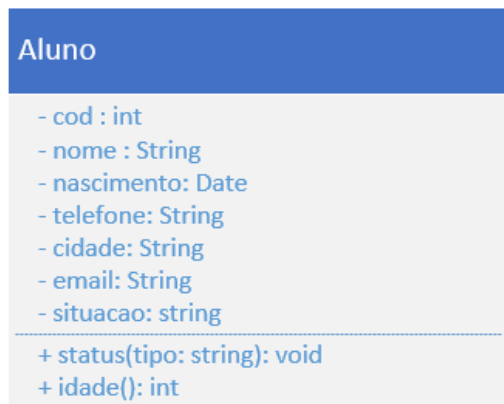 Aluno
- cod : int
- nome : String
- nascimento: Date
- telefone: String
- cidade: String
- email: String
- situacao: string
+ status(tipo: string): void
+ idade(): int